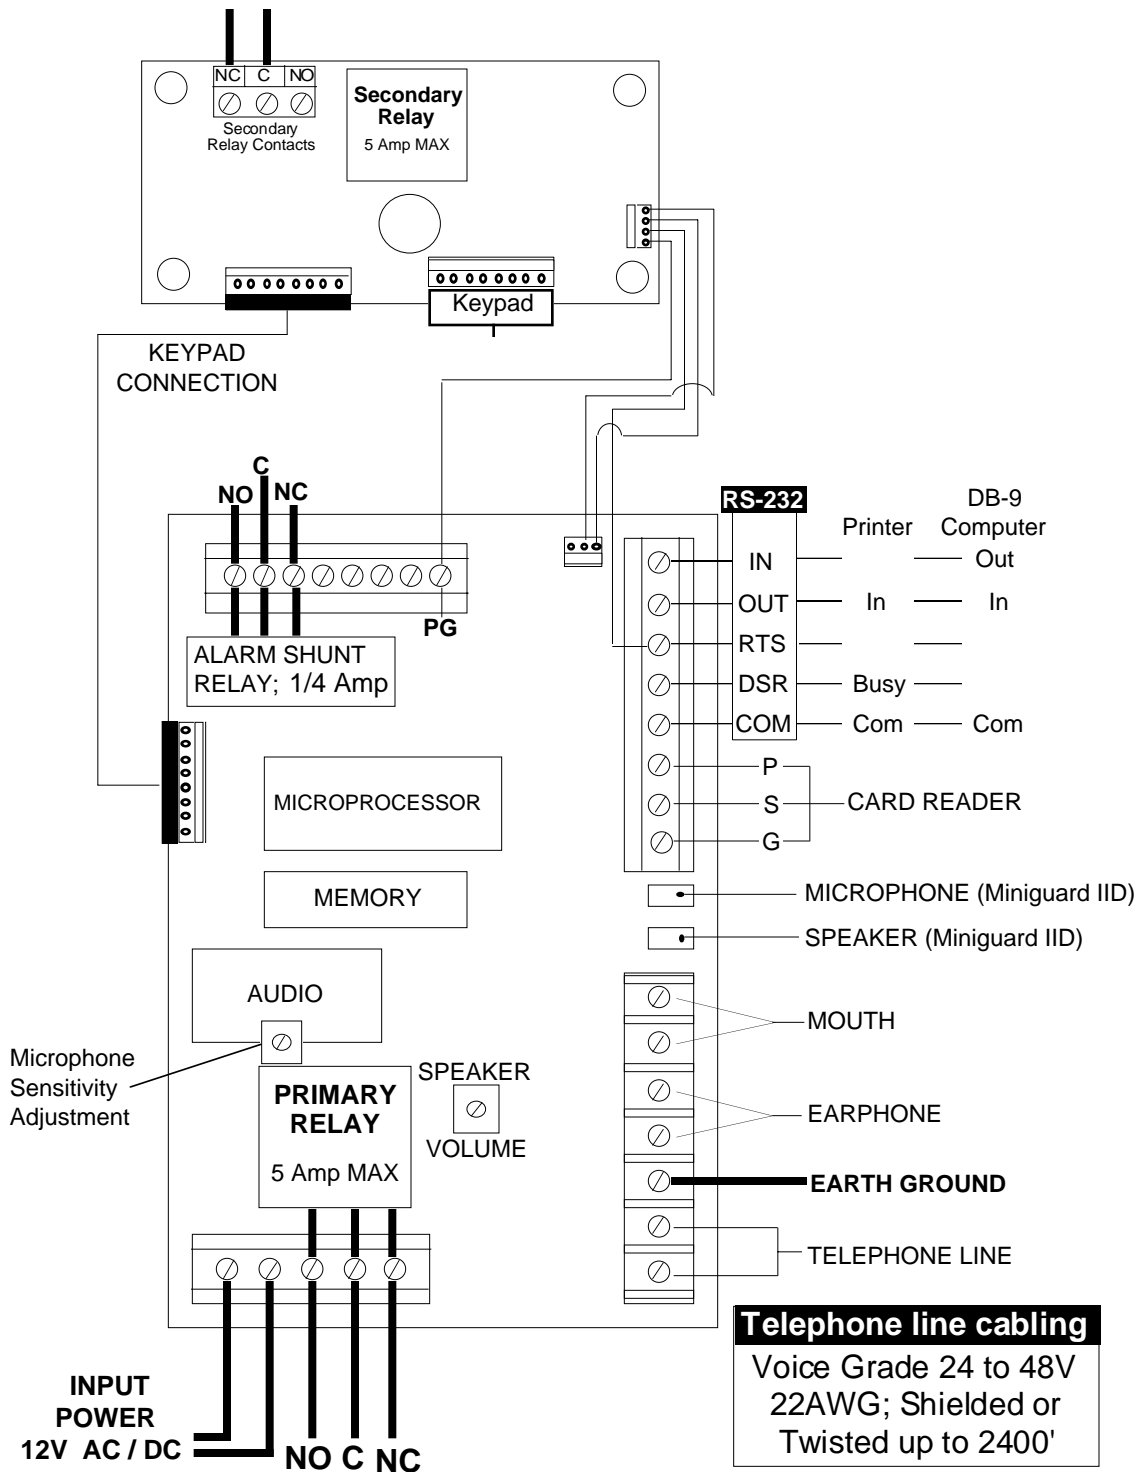 NC C NO
Secondary
Relay Contacts
Secondary
Relay
5 Amp MAX
Keypad
KEYPAD
CONNECTION
NO C NC
PG
ALARM SHUNT
RELAY; 1/4 Amp
RS-232
Printer
DB-9
Computer
IN Out
OUT In In
RTS
DSR Busy
COM Com Com
P
S CARD READER
G
MICROPROCESSOR
MEMORY
MICROPHONE (Miniguard IID)
SPEAKER (Miniguard IID)
AUDIO
MOUTH
Microphone
Sensitivity
Adjustment
PRIMARY
RELAY
5 Amp MAX
SPEAKER
VOLUME
EARPHONE
EARTH GROUND
TELEPHONE LINE
Telephone line cabling
Voice Grade 24 to 48V
22AWG; Shielded or
Twisted up to 2400'
INPUT
POWER
12V AC / DC
NO C NC